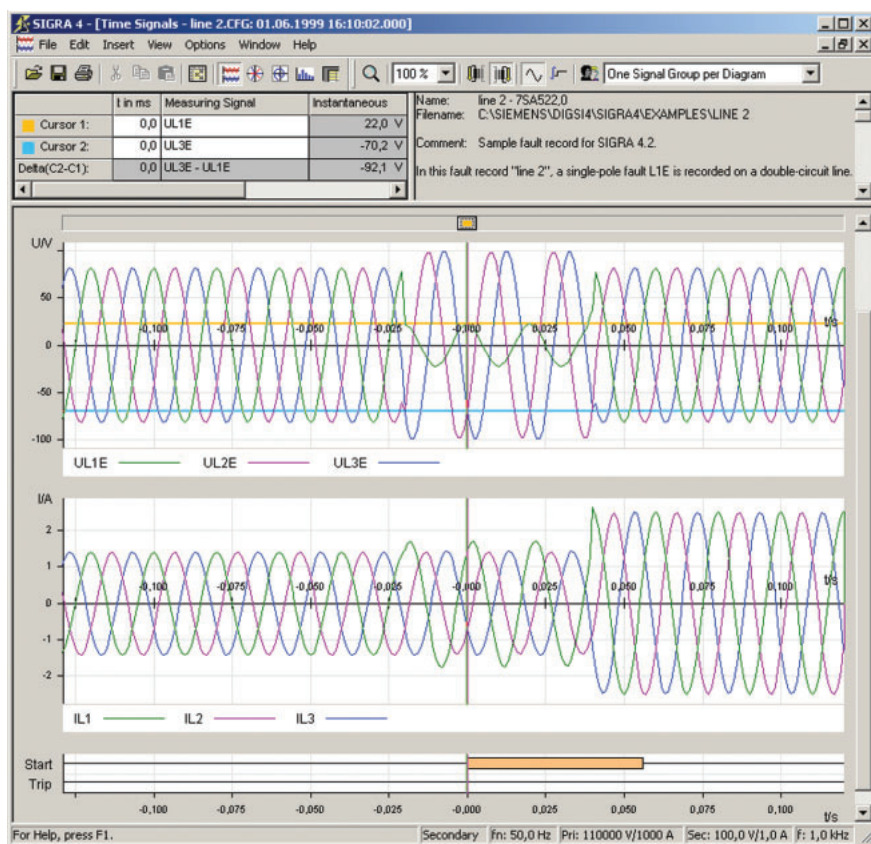 SIGRA 4 - [Time Signals - line 2.CFG: 01.06.1999 16:10:02.000]
File Edit Insert View Options Window Help
100 % One Signal Group per Diagram
t in ms Measuring Signal Instantaneous
Cursor 1: 0,0 UL1E 22,0 V
Cursor 2: 0,0 UL3E -70,2 V
Delta(C2-C1): 0,0 UL3E - UL1E -92,1 V
Name: line 2 - 7SA522,0
Filename: C:\SIEMENS\DIGSI4\SIGRA4\EXAMPLES\LINE 2
Comment: Sample fault record for SIGRA 4.2.
In this fault record "line 2", a single-pole fault L1E is recorded on a double-circuit line.
U/V
50
-0,100 -0,075 -0,050 -0,025 -0,000 0,025 0,050 0,075 0,100 t/s
0
-50
-100
UL1E UL2E UL3E
I/A
2
1
-0,100 -0,075 -0,050 -0,025 -0,000 0,025 0,050 0,075 0,100 t/s
0
-1
-2
IL1 IL2 IL3
Start
Trip
-0,100 -0,075 -0,050 -0,025 -0,000 0,025 0,050 0,075 0,100
t/s
For Help, press F1. Secondary fn: 50,0 Hz Pri: 110000 V/1000 A Sec: 100,0 V/1,0 A f: 1,0 kHz